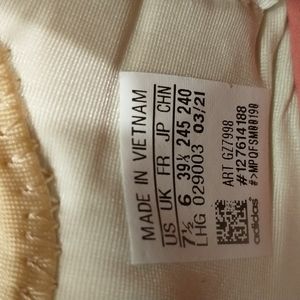 MADE IN VIETNAM
US UK FR JP CHN
7½ 6 39⅓ 245 240
LHG 029003 03/21
ART GZ7998
#127614188
#>MPQFSM00190
adidas